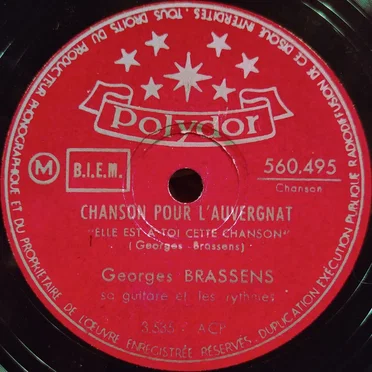 TOUS DROITS DU PRODUCTEUR PHONOGRAPHIQUE ET DU PROPRIETAIRE DE L'ŒUVRE ENREGISTRÉE RÉSERVÉS. DUPLICATION EXÉCUTION PUBLIQUE RADIODIFFUSION DE CE DISQUE INTERDITES
Polydor
M
B.I.E.M.
560.495
Chanson
CHANSON POUR L'AUVERGNAT
"ELLE EST A TOI CETTE CHANSON"
(Georges - Brassens)
Georges BRASSENS
sa guitare et les rythmes
ACP